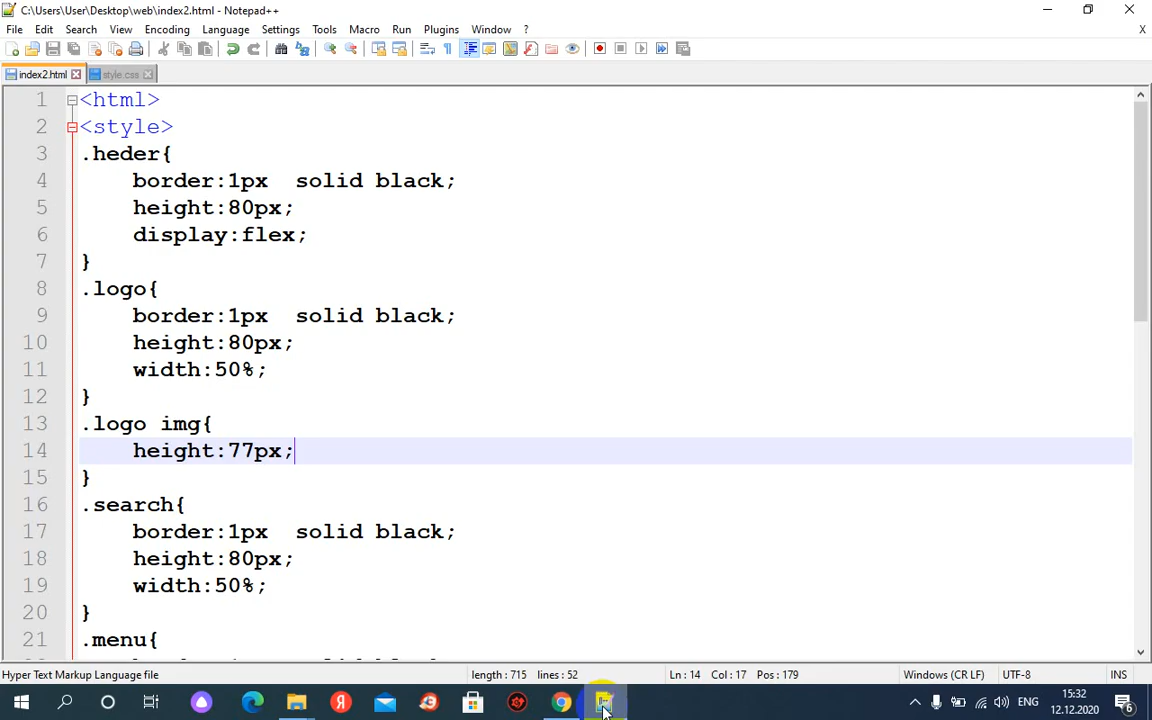 C:\Users\User\Desktop\web\index2.html - Notepad++
File Edit Search View Encoding Language Settings Tools Macro Run Plugins Window ? X
index2.html style.css
1 <html>
2 <style>
3 .heder{
4 border:1px  solid black;
5 height:80px;
6 display:flex;
7 }
8 .logo{
9 border:1px  solid black;
10 height:80px;
11 width:50%;
12 }
13 .logo img{
14 height:77px;
15 }
16 .search{
17 border:1px  solid black;
18 height:80px;
19 width:50%;
20 }
21 .menu{
Hyper Text Markup Language file length : 715 lines : 52 Ln : 14 Col : 17 Pos : 179 Windows (CR LF) UTF-8 INS
ENG 15:32
12.12.2020 6